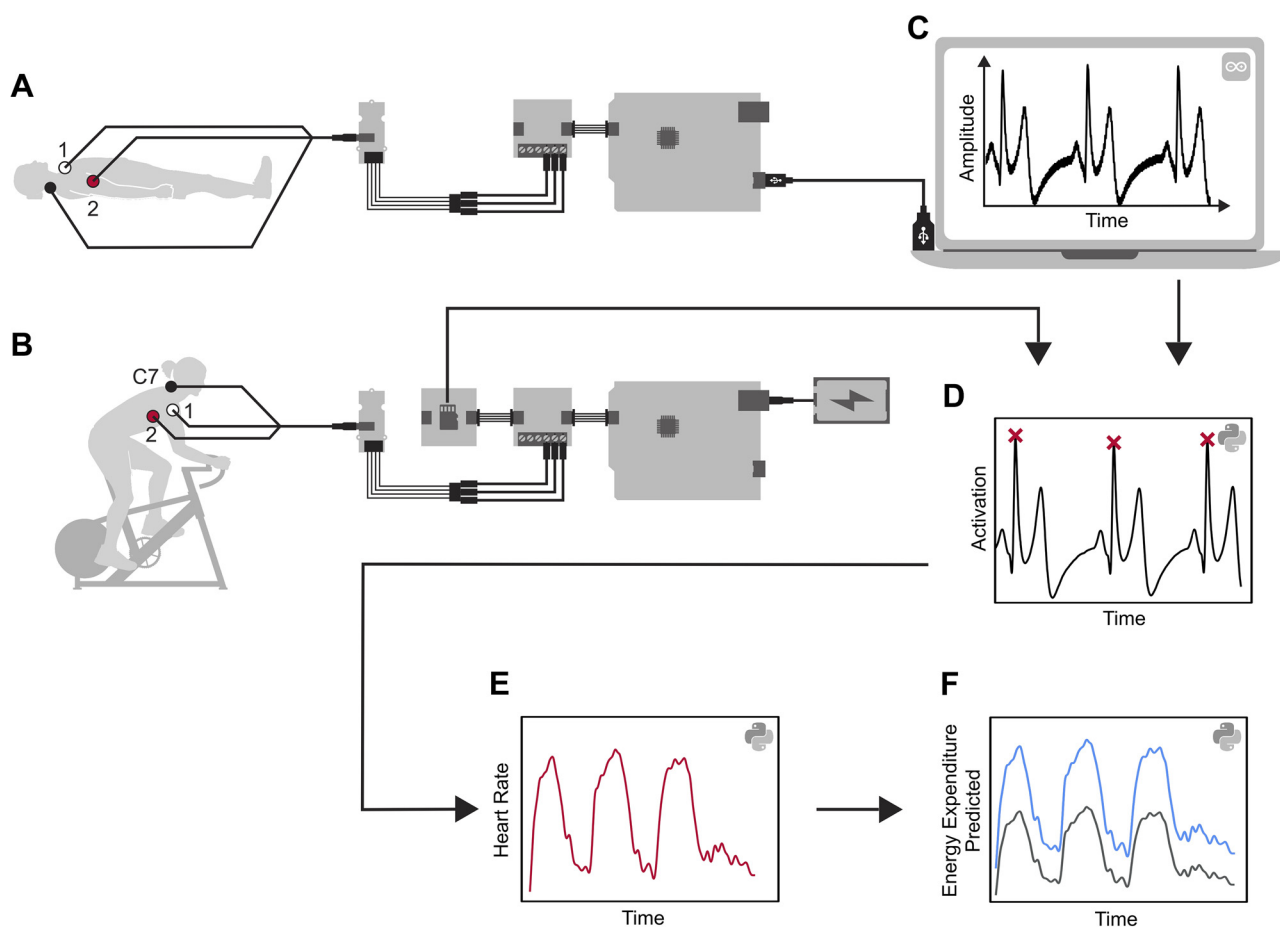 A
1
2
C
Amplitude
Time
B
C7
1
2
D
Activation
Time
E
Heart Rate
Time
F
Energy Expenditure
Predicted
Time